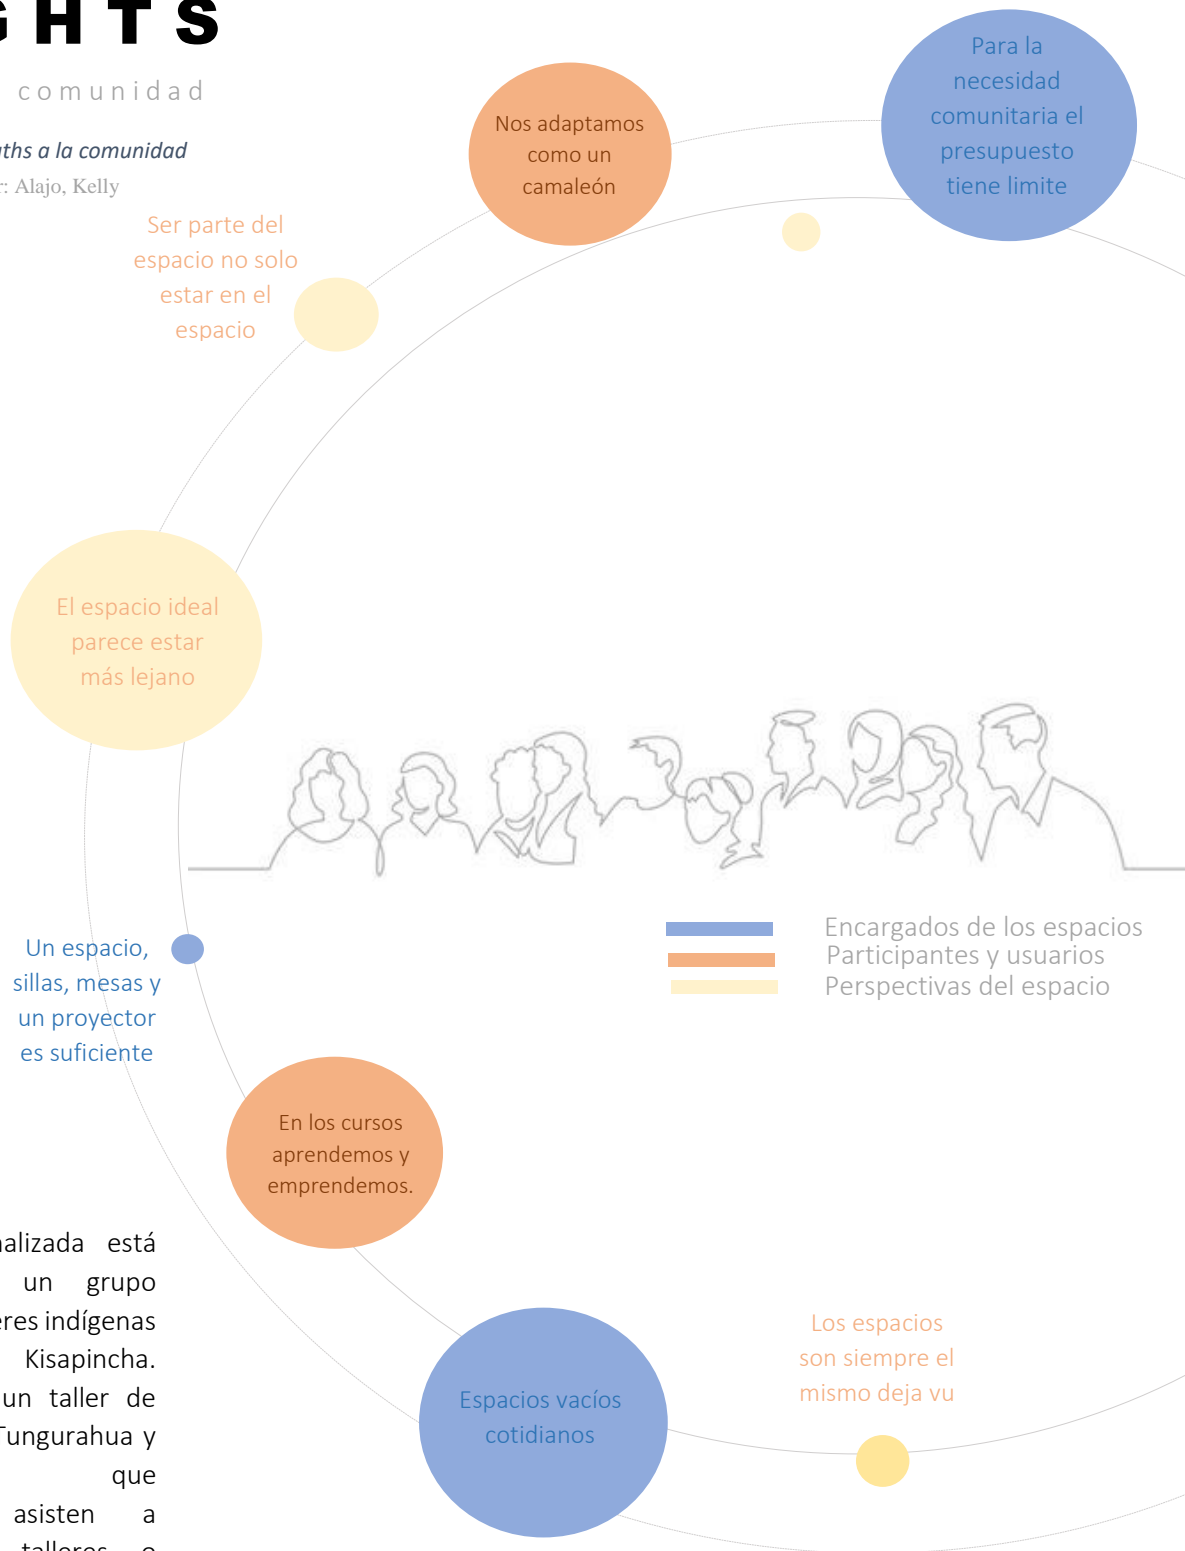 GHTS
comunidad
aths a la comunidad
r: Alajo, Kelly
Ser parte del
espacio no solo
estar en el
espacio
Nos adaptamos
como un
camaleón
Para la
necesidad
comunitaria el
presupuesto
tiene limite
El espacio ideal
parece estar
más lejano
Un espacio,
sillas, mesas y
un proyector
es suficiente
Encargados de los espacios
Participantes y usuarios
Perspectivas del espacio
En los cursos
aprendemos y
emprendemos.
Espacios vacíos
cotidianos
Los espacios
son siempre el
mismo deja vu
nalizada está
un grupo
eres indígenas
Kisapincha.
un taller de
Tungurahua y
que
asisten a
talleres o